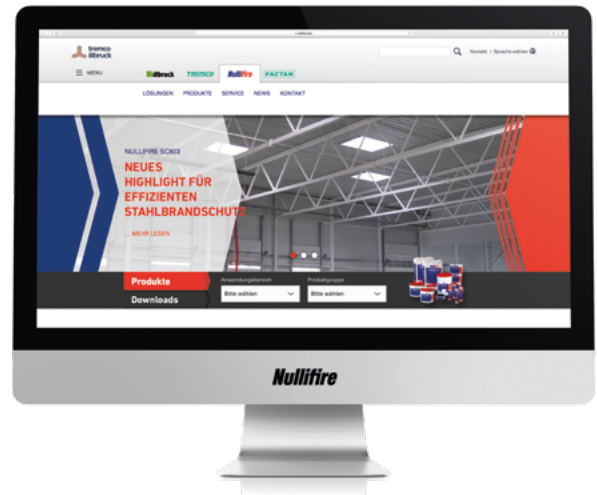 tremco
illbruck
Kontakt | Sprache wählen
MENU
illbruck
TREMCO
Nullifire
PACTAN
LÖSUNGEN PRODUKTE SERVICE NEWS KONTAKT
NULLIFIRE SC803
NEUES
HIGHLIGHT FÜR
EFFIZIENTEN
STAHLBRANDSCHUTZ
... MEHR LESEN
Produkte
Downloads
Anwendungsbereich
Bitte wählen
Produktgruppe
Bitte wählen
Nullifire